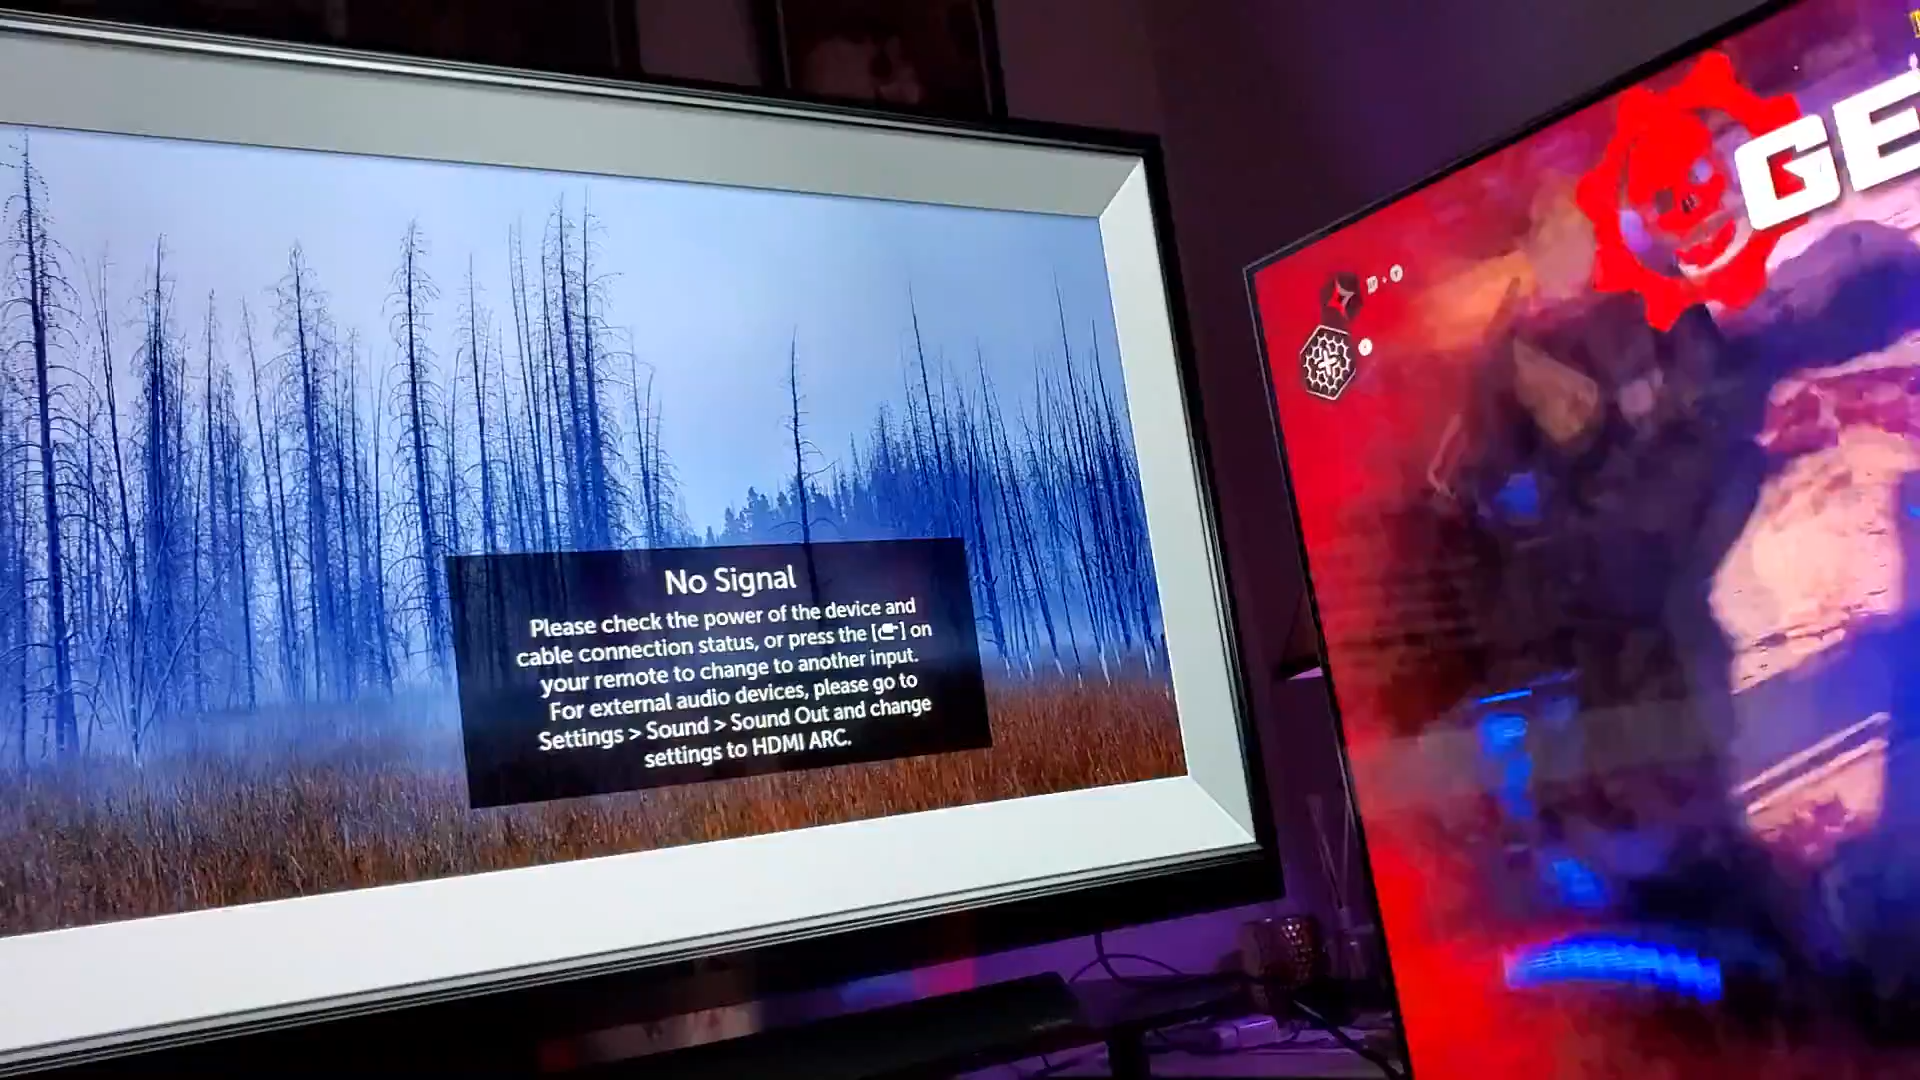 No Signal
Please check the power of the device and
cable connection status, or press the [ ] on
your remote to change to another input.
For external audio devices, please go to
Settings > Sound > Sound Out and change
settings to HDMI ARC.
GE